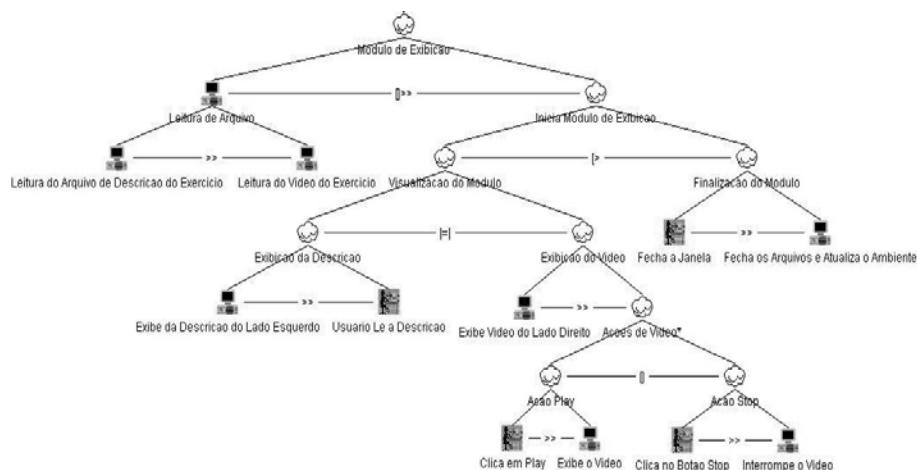 Modulo de Exibicao
[]>>
Leitura de Arquivo
Inicia Modulo de Exibicao
>>
|>
Leitura do Arquivo de Descricao do Exercicio
Leitura do Video do Exercicio
Visualizacao do Modulo
Finalizacao do Modulo
|=|
>>
Exibicao da Descricao
Exibicao do Video
Fecha a Janela
Fecha os Arquivos e Atualiza o Ambiente
>>
>>
Exibe da Descricao do Lado Esquerdo
Usuario Le a Descricao
Exibe Video do Lado Direito
Acoes de Video*
[]
Acao Play
Acao Stop
>>
>>
Clica em Play
Exibe o Video
Clica no Botao Stop
Interrompe o Video